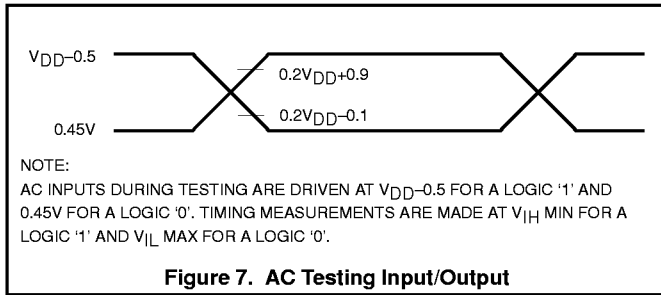 VDD–0.5
0.2VDD+0.9
0.2VDD–0.1
0.45V
NOTE:
AC INPUTS DURING TESTING ARE DRIVEN AT VDD–0.5 FOR A LOGIC ‘1’ AND
0.45V FOR A LOGIC ‘0’. TIMING MEASUREMENTS ARE MADE AT VIH MIN FOR A
LOGIC ‘1’ AND VIL MAX FOR A LOGIC ‘0’.
Figure 7. AC Testing Input/Output